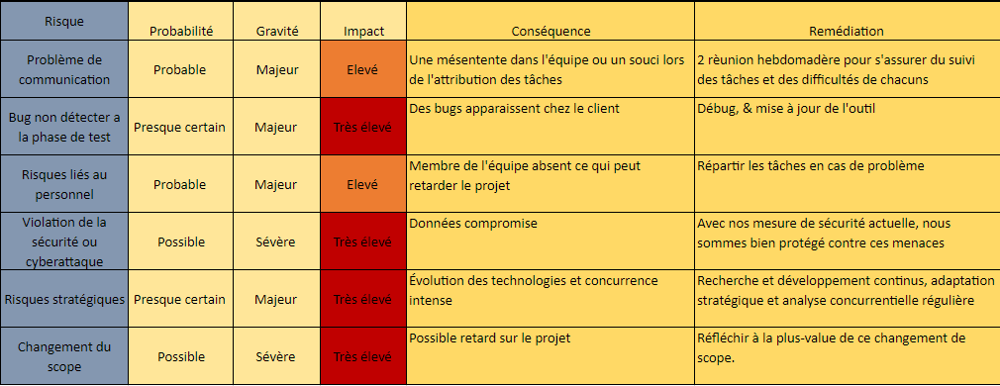 Risque
Probabilité
Gravité
Impact
Conséquence
Remédiation
Problème de
communication
Probable
Majeur
Elevé
Une mésentente dans l'équipe ou un souci lors
de l'attribution des tâches
2 rèunion hebdomadère pour s'assurer du suivi
des tâches et des difficultés de chacuns
Bug non détecter a
la phase de test
Presque certain
Majeur
Très élevé
Des bugs apparaissent chez le client
Débug, & mise à jour de l'outil
Risques liés au
personnel
Probable
Majeur
Elevé
Membre de l'équipe absent ce qui peut
retarder le projet
Répartir les tâches en cas de problème
Violation de la
sécurité ou
cyberattaque
Possible
Sévère
Très élevé
Données compromise
Avec nos mesure de sécurité actuelle, nous
sommes bien protégé contre ces menaces
Risques stratégiques
Presque certain
Majeur
Très élevé
Évolution des technologies et concurrence
intense
Recherche et développement continus, adaptation
stratégique et analyse concurrentielle régulière
Changement du
scope
Possible
Sévère
Très élevé
Possible retard sur le projet
Réfléchir à la plus-value de ce changement de
scope.